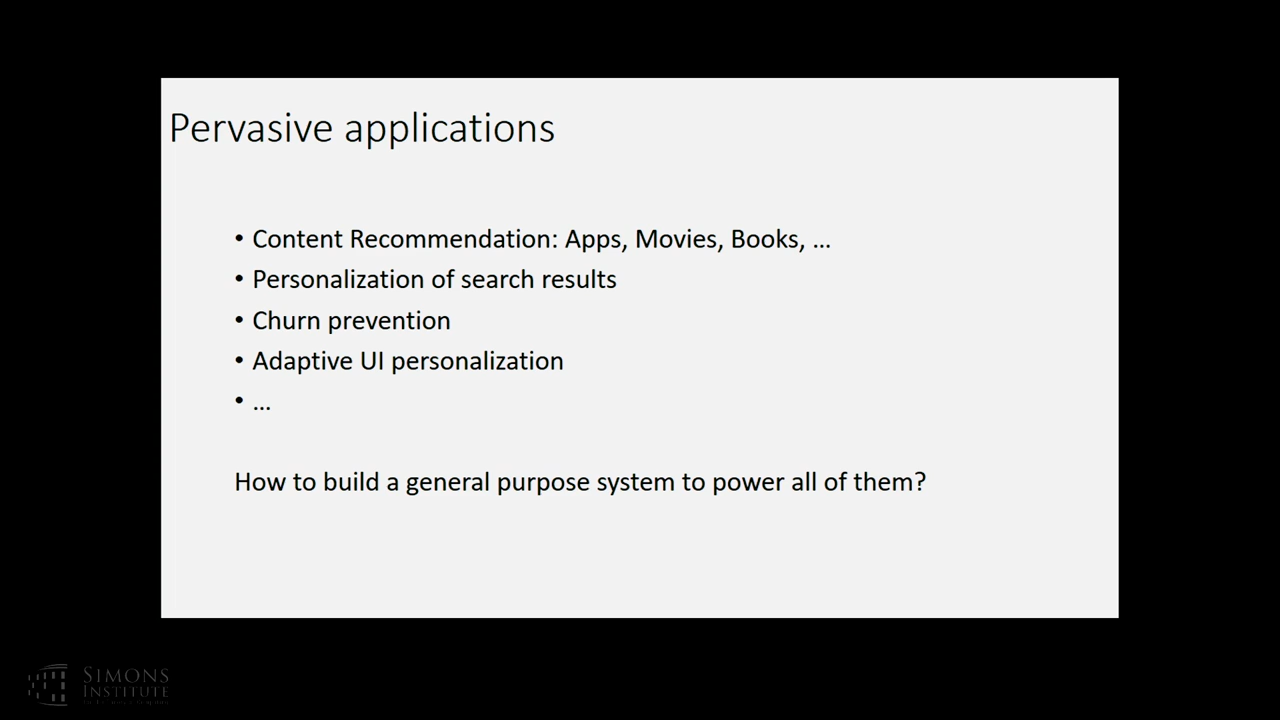 Pervasive applications
• Content Recommendation: Apps, Movies, Books, ...
• Personalization of search results
• Churn prevention
• Adaptive UI personalization
• ...
How to build a general purpose system to power all of them?
SIMONS
INSTITUTE